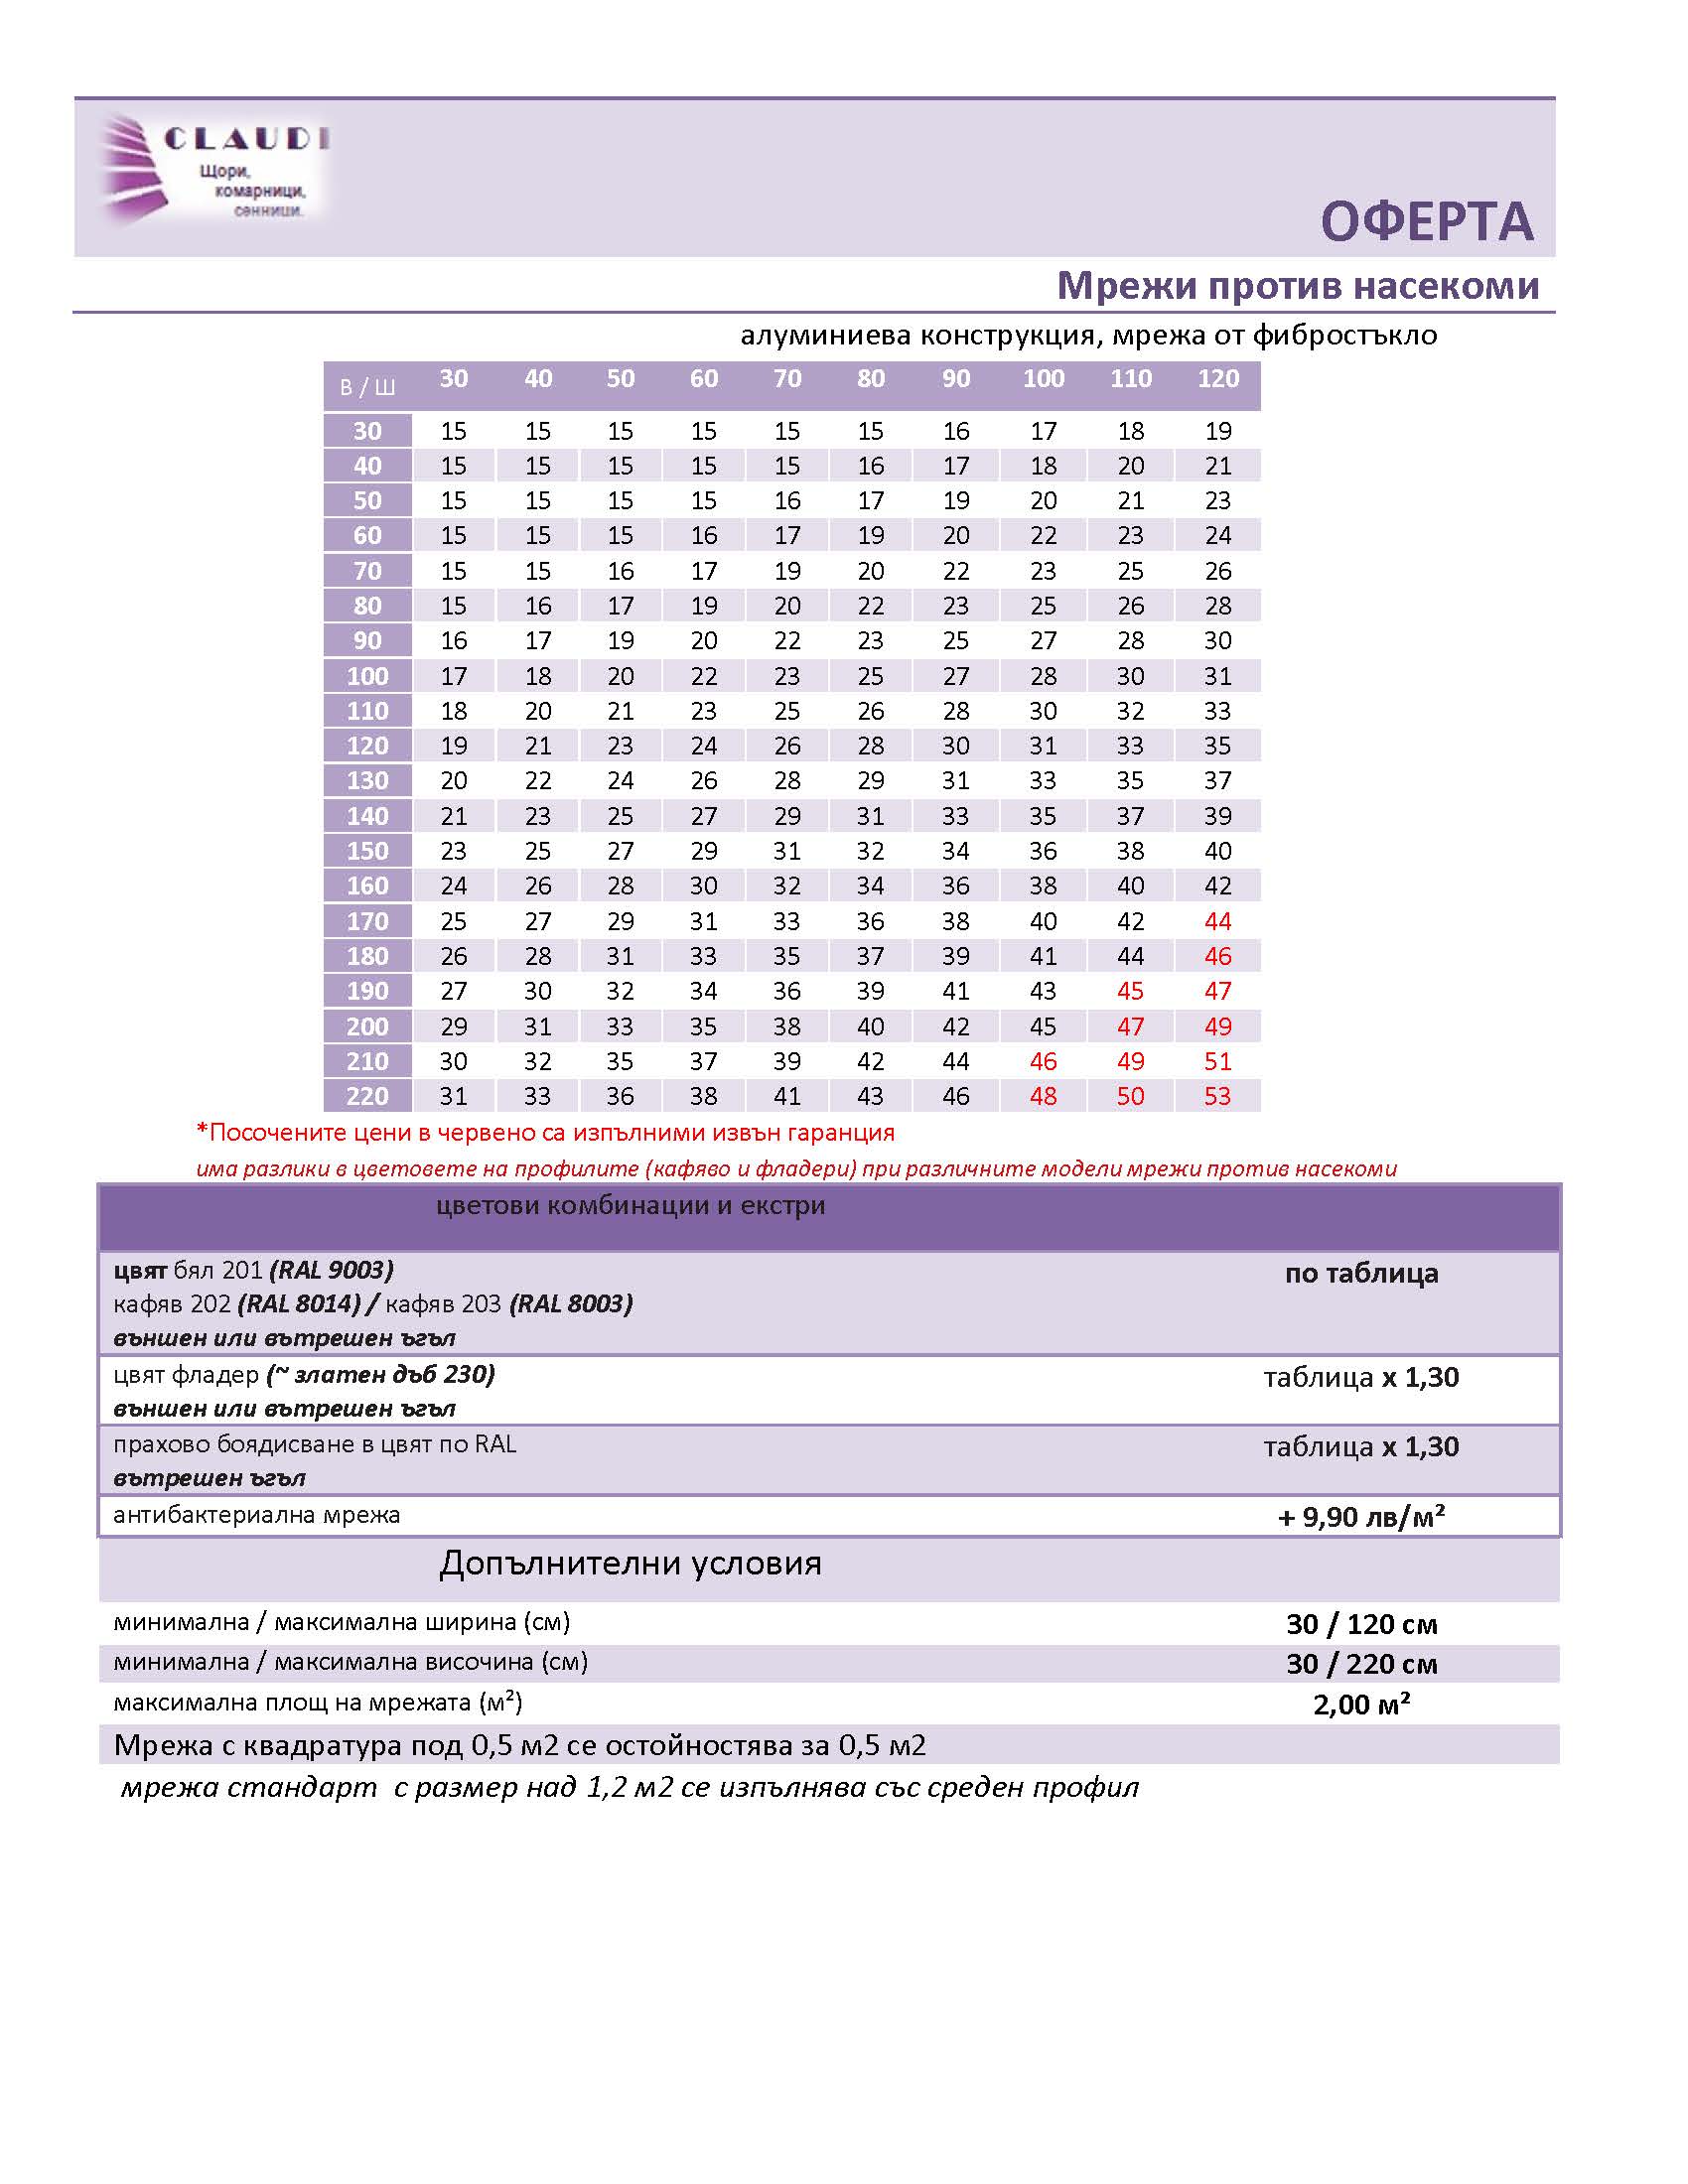 CLAUDI
Щори,
комарници,
сенници.
ОФЕРТА
Мрежи против насекоми
алуминиева конструкция, мрежа от фибростъкло
В / Ш 30 40 50 60 70 80 90 100 110 120
30 15 15 15 15 15 15 16 17 18 19
40 15 15 15 15 15 16 17 18 20 21
50 15 15 15 15 16 17 19 20 21 23
60 15 15 15 16 17 19 20 22 23 24
70 15 15 16 17 19 20 22 23 25 26
80 15 16 17 19 20 22 23 25 26 28
90 16 17 19 20 22 23 25 27 28 30
100 17 18 20 22 23 25 27 28 30 31
110 18 20 21 23 25 26 28 30 32 33
120 19 21 23 24 26 28 30 31 33 35
130 20 22 24 26 28 29 31 33 35 37
140 21 23 25 27 29 31 33 35 37 39
150 23 25 27 29 31 32 34 36 38 40
160 24 26 28 30 32 34 36 38 40 42
170 25 27 29 31 33 36 38 40 42 44
180 26 28 31 33 35 37 39 41 44 46
190 27 30 32 34 36 39 41 43 45 47
200 29 31 33 35 38 40 42 45 47 49
210 30 32 35 37 39 42 44 46 49 51
220 31 33 36 38 41 43 46 48 50 53
*Посочените цени в червено са изпълними извън гаранция
има разлики в цветовете на профилите (кафяво и фладери) при различните модели мрежи против насекоми
цветови комбинации и екстри
цвят бял 201 (RAL 9003) по таблица
кафяв 202 (RAL 8014) / кафяв 203 (RAL 8003)
външен или вътрешен ъгъл
цвят фладер (~ златен дъб 230) таблица x 1,30
външен или вътрешен ъгъл
прахово боядисване в цвят по RAL таблица x 1,30
вътрешен ъгъл
антибактериална мрежа + 9,90 лв/м²
Допълнителни условия
минимална / максимална ширина (см) 30 / 120 см
минимална / максимална височина (см) 30 / 220 см
максимална площ на мрежата (м²) 2,00 м²
Мрежа с квадратура под 0,5 м2 се остойностява за 0,5 м2
мрежа стандарт с размер над 1,2 м2 се изпълнява със среден профил